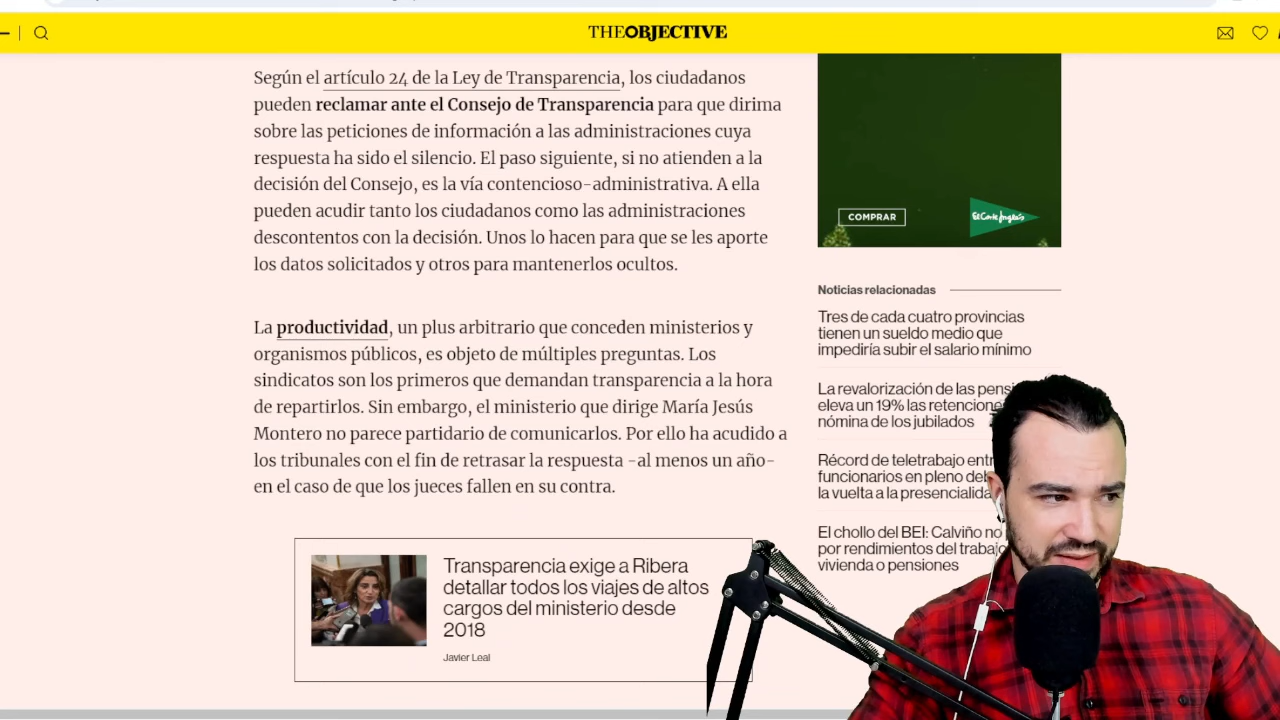 THEOBJECTIVE
Según el artículo 24 de la Ley de Transparencia, los ciudadanos
pueden reclamar ante el Consejo de Transparencia para que dirima
sobre las peticiones de información a las administraciones cuya
respuesta ha sido el silencio. El paso siguiente, si no atienden a la
decisión del Consejo, es la vía contencioso-administrativa. A ella
pueden acudir tanto los ciudadanos como las administraciones
descontentos con la decisión. Unos lo hacen para que se les aporte
los datos solicitados y otros para mantenerlos ocultos.
La productividad, un plus arbitrario que conceden ministerios y
organismos públicos, es objeto de múltiples preguntas. Los
sindicatos son los primeros que demandan transparencia a la hora
de repartirlos. Sin embargo, el ministerio que dirige María Jesús
Montero no parece partidario de comunicarlos. Por ello ha acudido a
los tribunales con el fin de retrasar la respuesta -al menos un año-
en el caso de que los jueces fallen en su contra.
Transparencia exige a Ribera
detallar todos los viajes de altos
cargos del ministerio desde
2018
Javier Leal
COMPRAR
El Corte Inglés
Noticias relacionadas
Tres de cada cuatro provincias
tienen un sueldo medio que
impediría subir el salario mínimo
La revalorización de las
eleva un 19% las
nómina de los jubilados
Récord de teletrabajo
funcionarios en pleno
la vuelta a la
El chollo del BEI: Calviño no
por rendimientos del
vivienda o pensiones